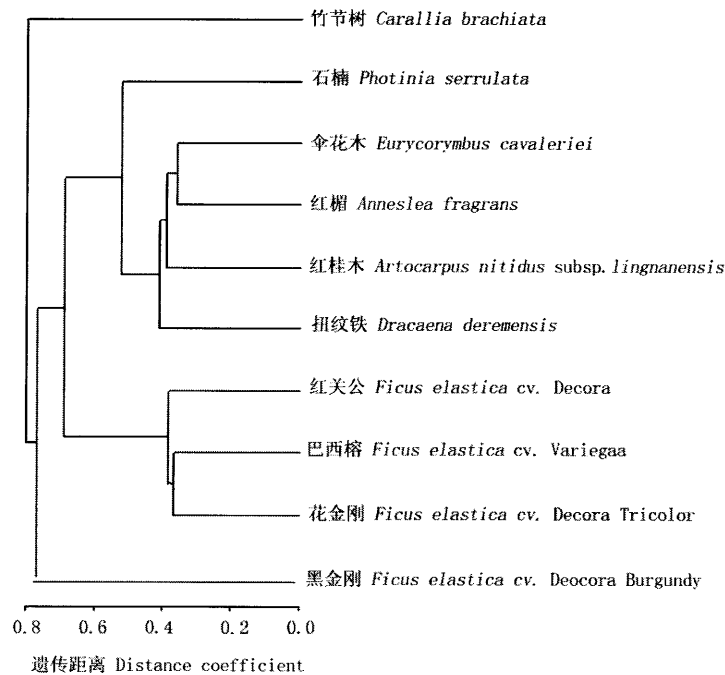 竹节树 Carallia brachiata
石楠 Photinia serrulata
伞花木 Eurycorymbus cavaleriei
红楣 Anneslea fragrans
红桂木 Artocarpus nitidus subsp. lingnanensis
扭纹铁 Dracaena deremensis
红关公 Ficus elastica cv. Decora
巴西榕 Ficus elastica cv. Variegaa
花金刚 Ficus elastica cv. Decora Tricolor
黑金刚 Ficus elastica cv. Deocora Burgundy
0.8 0.6 0.4 0.2 0.0
遗传距离 Distance coefficient